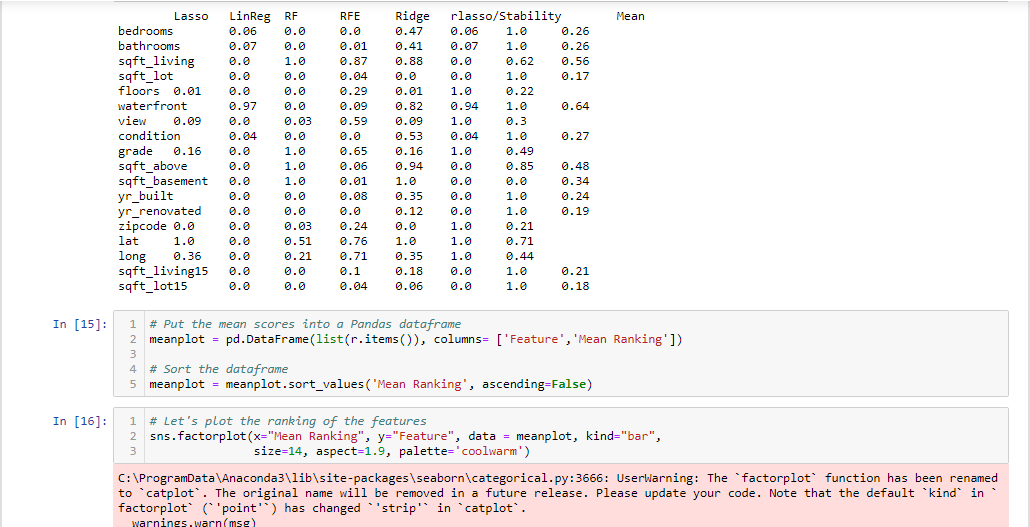 Lasso LinReg RF RFE Ridge rlasso/Stability Mean
bedrooms 0.06 0.0 0.0 0.47 0.06 1.0 0.26
bathrooms 0.07 0.0 0.01 0.41 0.07 1.0 0.26
sqft_living 0.0 1.0 0.87 0.88 0.0 0.62 0.56
sqft_lot 0.0 0.0 0.04 0.0 0.0 1.0 0.17
floors 0.01 0.0 0.0 0.29 0.01 1.0 0.22
waterfront 0.97 0.0 0.09 0.82 0.94 1.0 0.64
view 0.09 0.0 0.03 0.59 0.09 1.0 0.3
condition 0.04 0.0 0.0 0.53 0.04 1.0 0.27
grade 0.16 0.0 1.0 0.65 0.16 1.0 0.49
sqft_above 0.0 1.0 0.06 0.94 0.0 0.85 0.48
sqft_basement 0.0 1.0 0.01 1.0 0.0 0.0 0.34
yr_built 0.0 0.0 0.08 0.35 0.0 1.0 0.24
yr_renovated 0.0 0.0 0.0 0.12 0.0 1.0 0.19
zipcode 0.0 0.0 0.03 0.24 0.0 1.0 0.21
lat 1.0 0.0 0.51 0.76 1.0 1.0 0.71
long 0.36 0.0 0.21 0.71 0.35 1.0 0.44
sqft_living15 0.0 0.0 0.1 0.18 0.0 1.0 0.21
sqft_lot15 0.0 0.0 0.04 0.06 0.0 1.0 0.18
In [15]: 1 # Put the mean scores into a Pandas dataframe
2 meanplot = pd.DataFrame(list(r.items()), columns= ['Feature','Mean Ranking'])
3
4 # Sort the dataframe
5 meanplot = meanplot.sort_values('Mean Ranking', ascending=False)
In [16]: 1 # Let's plot the ranking of the features
2 sns.factorplot(x="Mean Ranking", y="Feature", data = meanplot, kind="bar",
3 size=14, aspect=1.9, palette='coolwarm')
C:\ProgramData\Anaconda3\lib\site-packages\seaborn\categorical.py:3666: UserWarning: The `factorplot` function has been renamed
to `catplot`. The original name will be removed in a future release. Please update your code. Note that the default `kind` in `
factorplot` (`'point'`) has changed `'strip'` in `catplot`.
warnings.warn(msg)